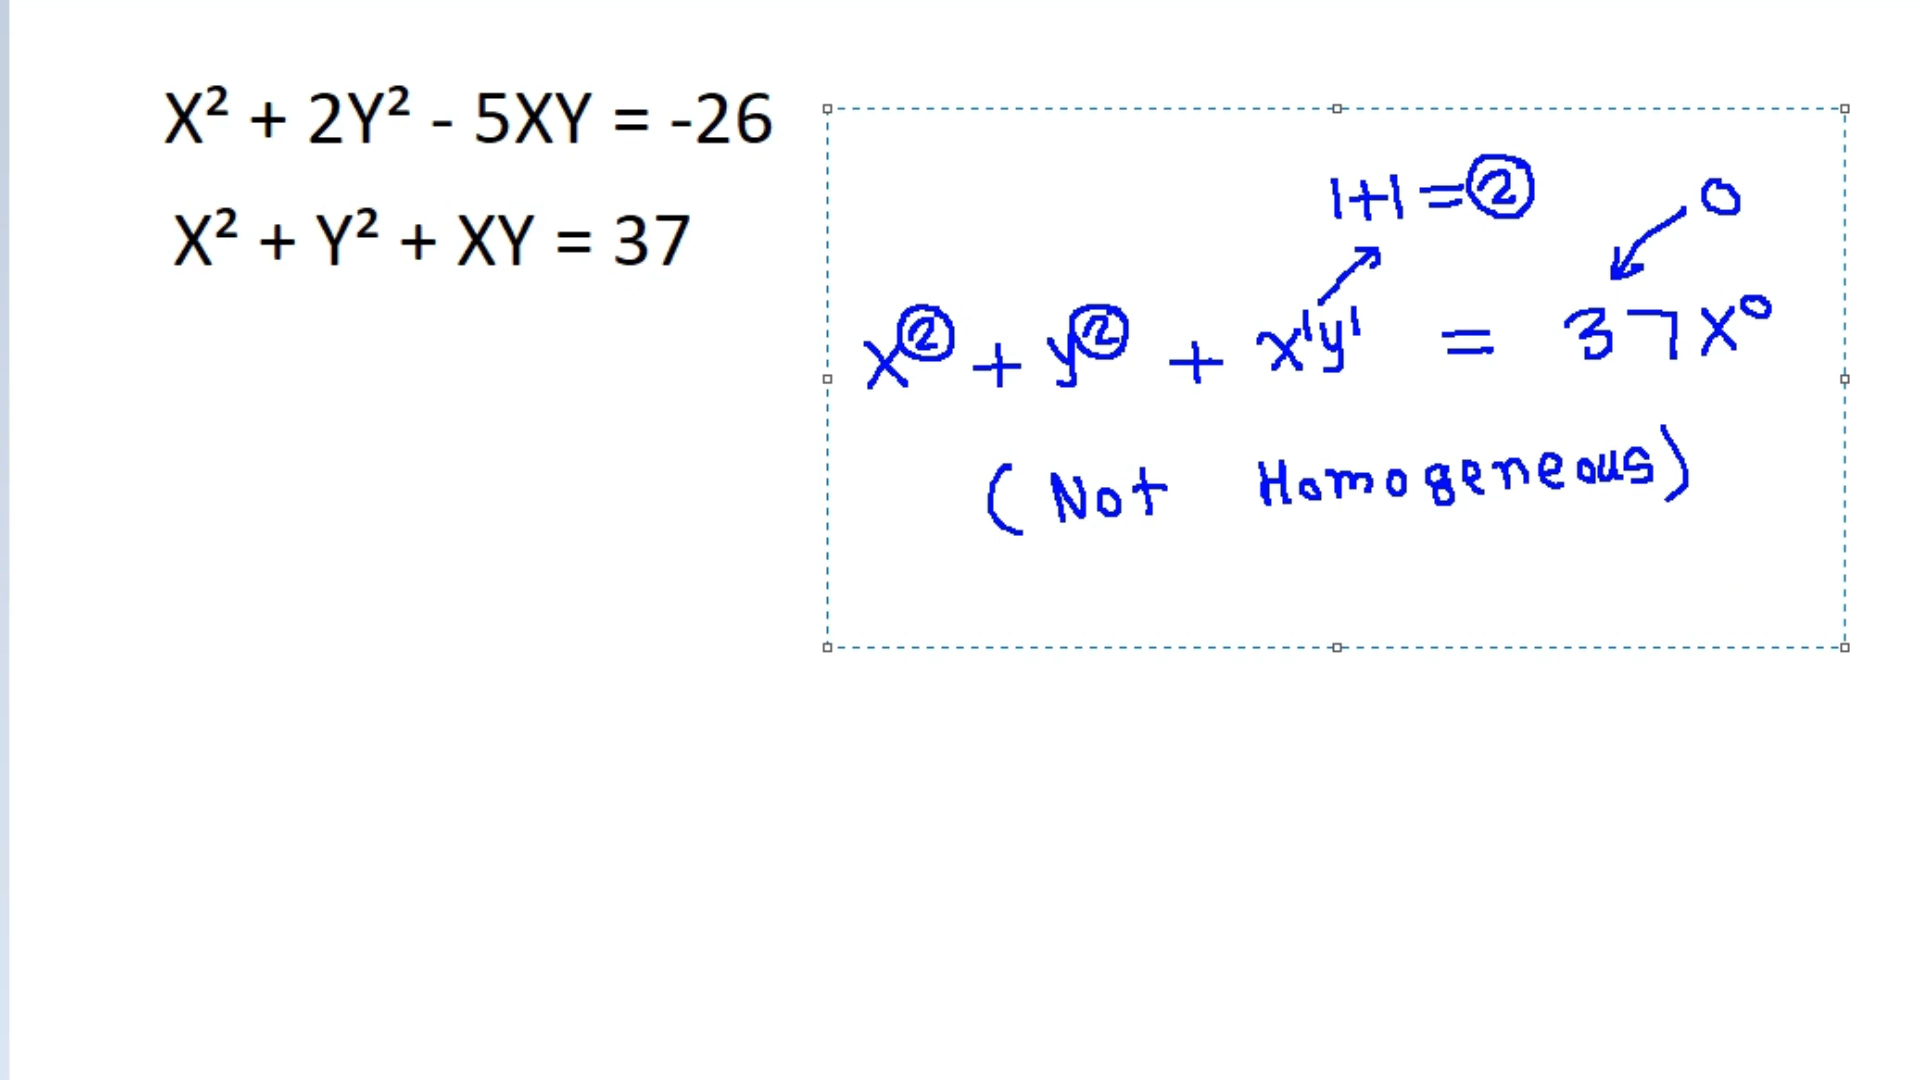 X² + 2Y² - 5XY = -26
X² + Y² + XY = 37
1+1=2
0
x² + y² + x¹y¹ = 37x⁰
(Not Homogeneous)